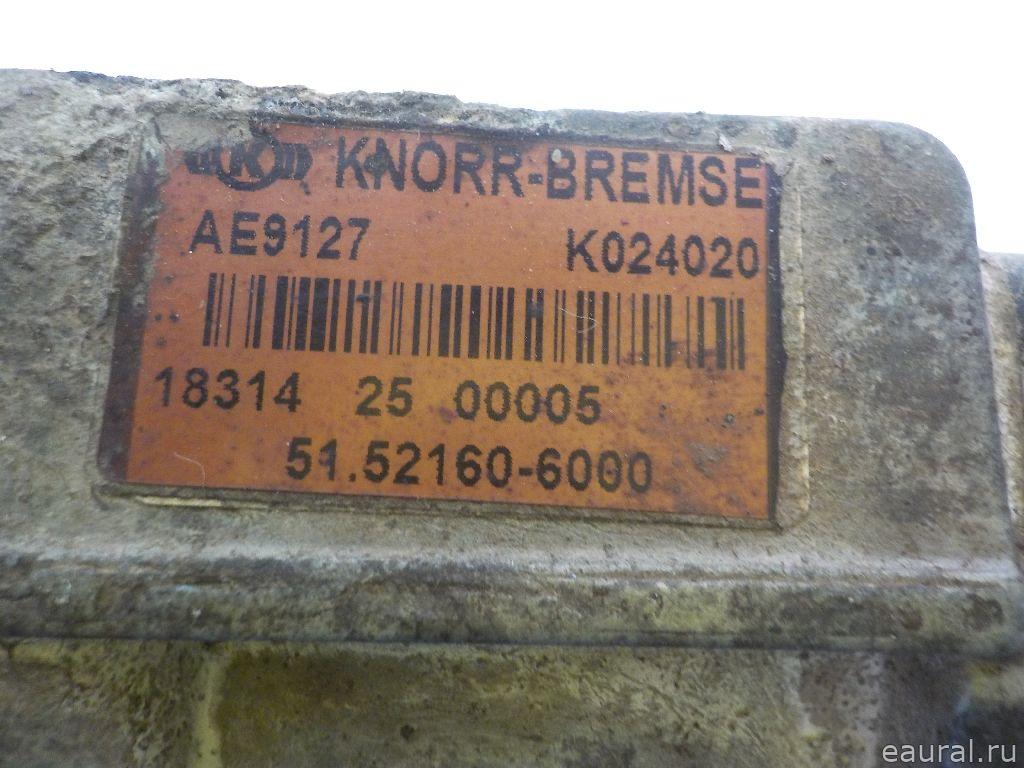 K KNORR-BREMSE
AE9127 K024020
18314 25 00005
51.52160-6000
eaural.ru